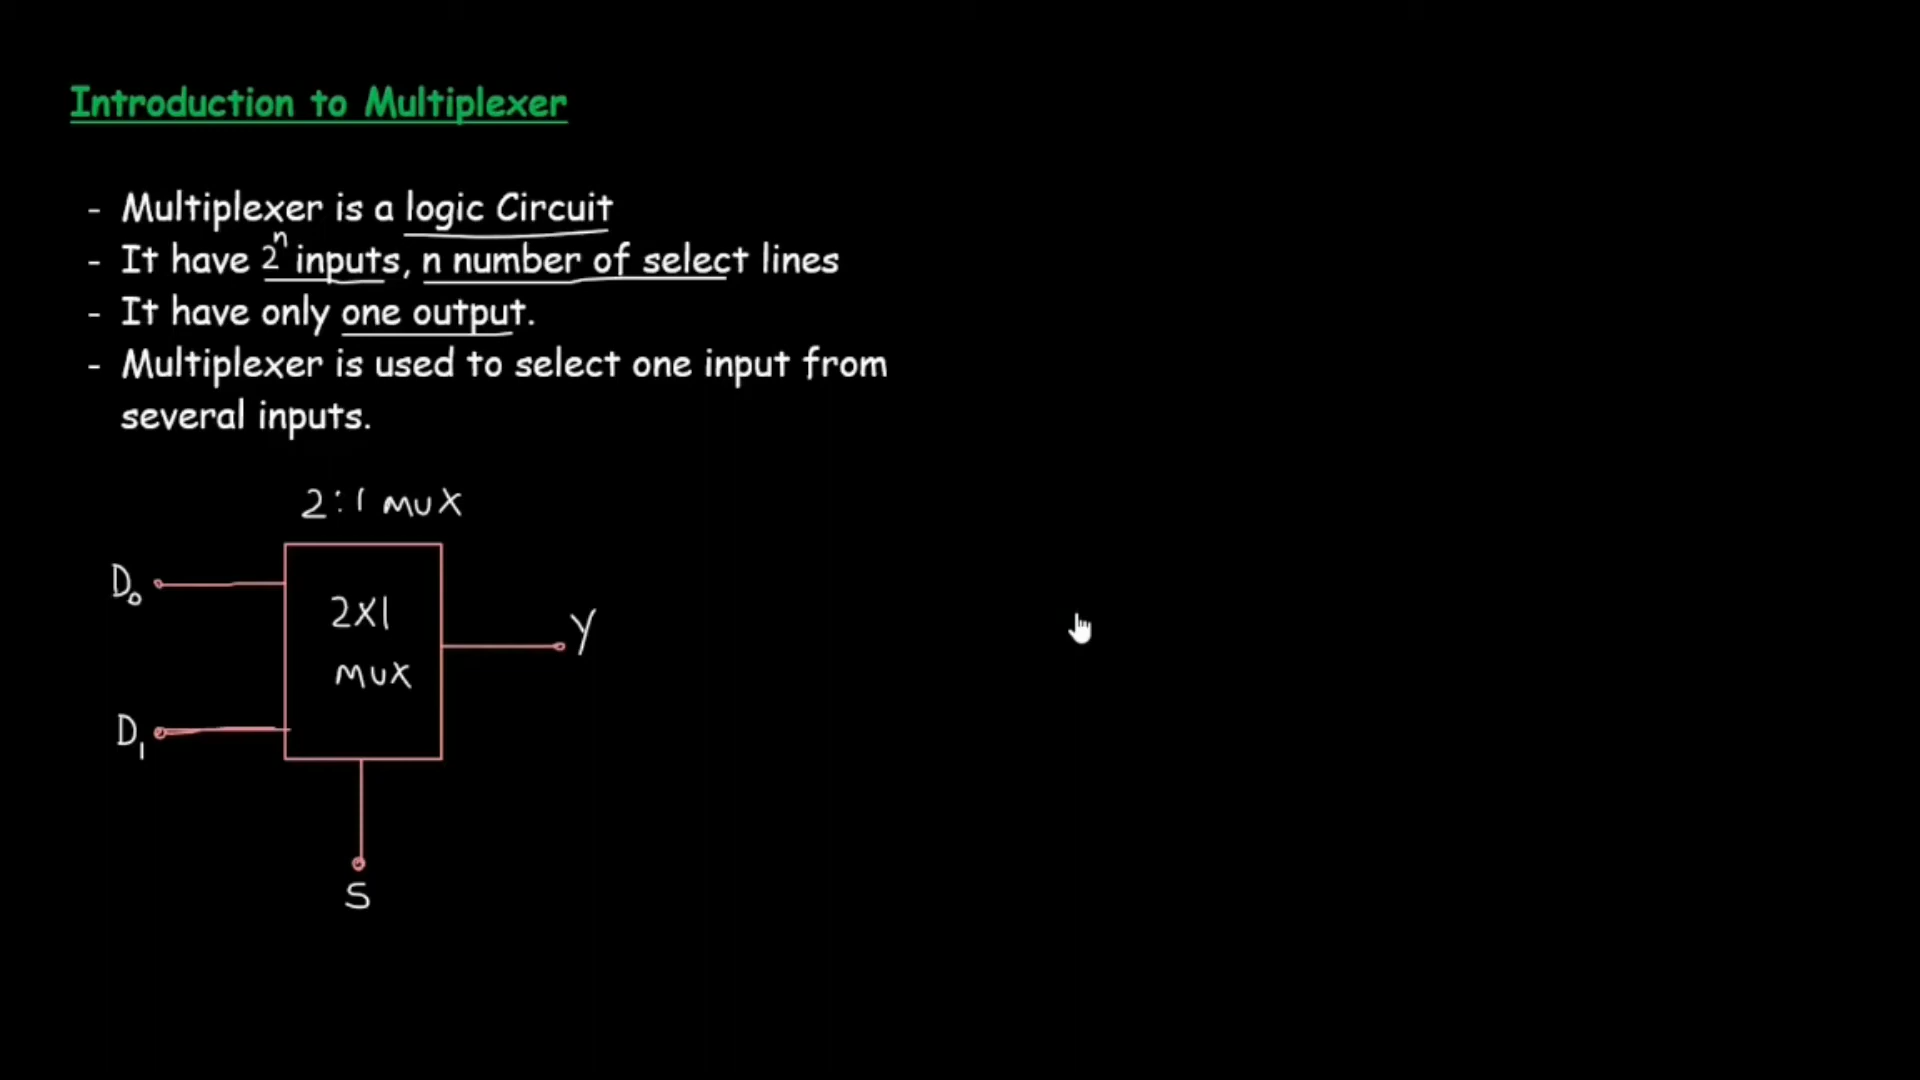 Introduction to Multiplexer
- Multiplexer is a logic Circuit
- It have 2ⁿ inputs, n number of select lines
- It have only one output.
- Multiplexer is used to select one input from
several inputs.
2:1 MUX
D₀
2X1
MUX
Y
D₁
S